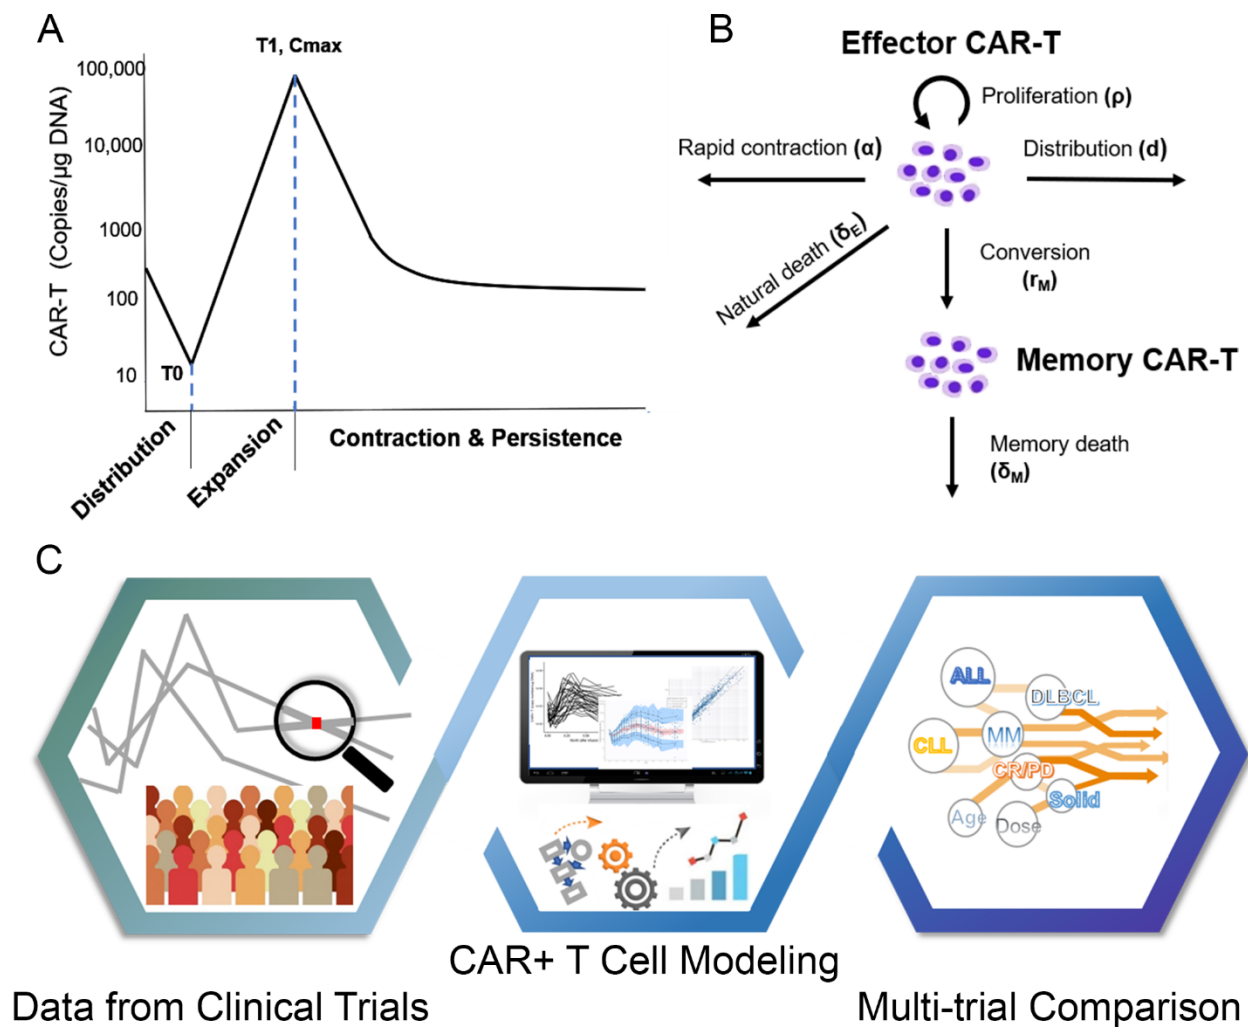 A
T1, Cmax
100,000
10,000
1000
100
10
CAR-T (Copies/µg DNA)
T0
Distribution
Expansion
Contraction & Persistence
B
Effector CAR-T
Proliferation (ρ)
Rapid contraction (α)
Distribution (d)
Natural death (δE)
Conversion
(rM)
Memory CAR-T
Memory death
(δM)
C
ALL
DLBCL
CLL
MM
CR/PD
Solid
Age
Dose
CAR+ T Cell Modeling
Data from Clinical Trials
Multi-trial Comparison